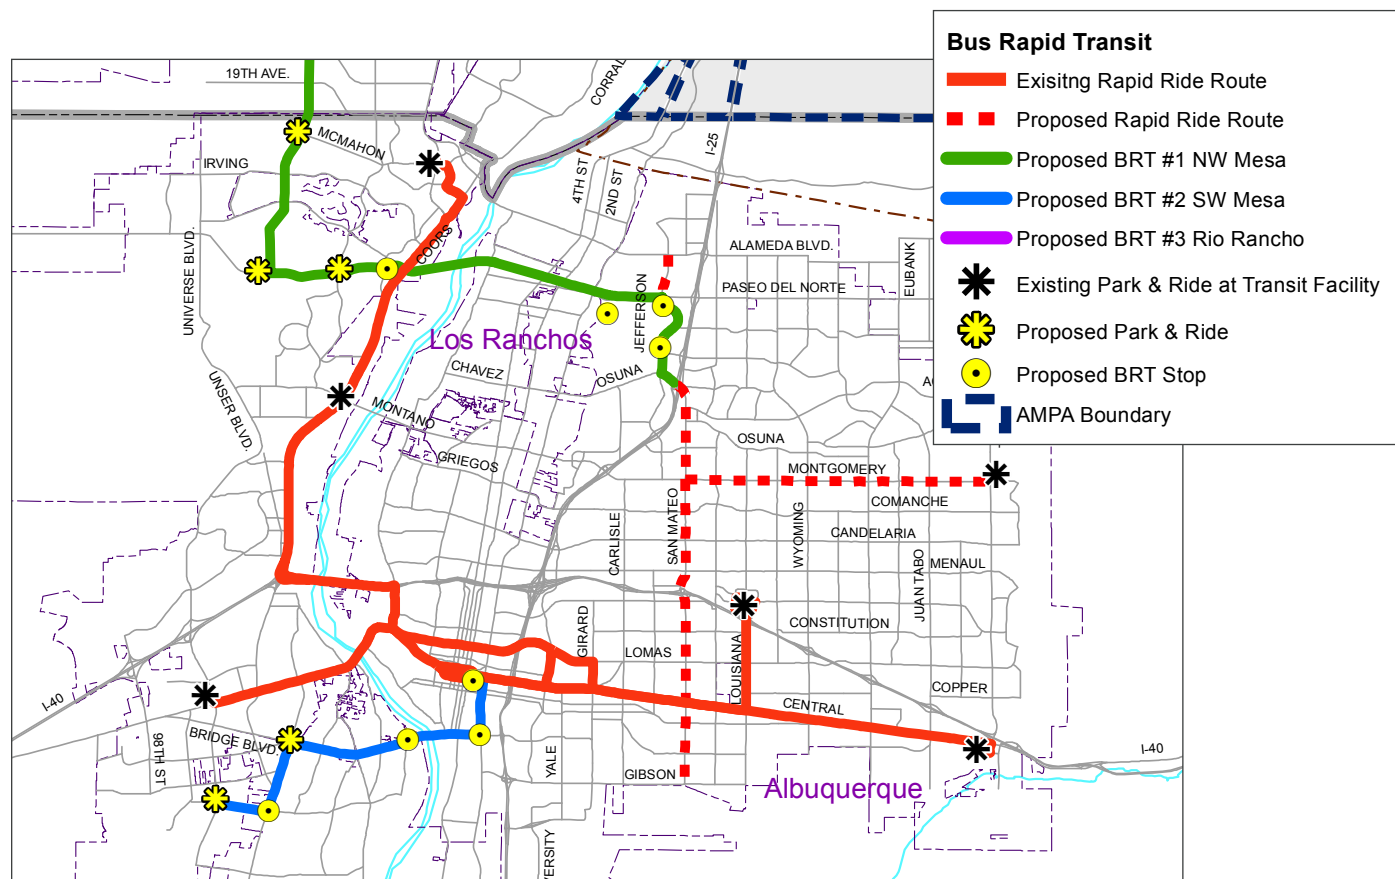 Bus Rapid Transit
Exisitng Rapid Ride Route
Proposed Rapid Ride Route
Proposed BRT #1 NW Mesa
Proposed BRT #2 SW Mesa
Proposed BRT #3 Rio Rancho
Existing Park & Ride at Transit Facility
Proposed Park & Ride
Proposed BRT Stop
AMPA Boundary
19TH AVE.
CORRAL
MCMAHON
IRVING
I-25
4TH ST
2ND ST
COORS
ALAMEDA BLVD.
EUBANK
UNIVERSE BLVD.
PASEO DEL NORTE
JEFFERSON
Los Ranchos
CHAVEZ
OSUNA
UNSER BLVD.
MONTANO
GRIEGOS
OSUNA
MONTGOMERY
COMANCHE
CARLISLE
SAN MATEO
WYOMING
CANDELARIA
JUAN TABO
MENAUL
CONSTITUTION
GIRARD
LOMAS
LOUISIANA
COPPER
CENTRAL
I-40
BRIDGE BLVD.
98TH ST
YALE
GIBSON
Albuquerque
I-40
ERSITY